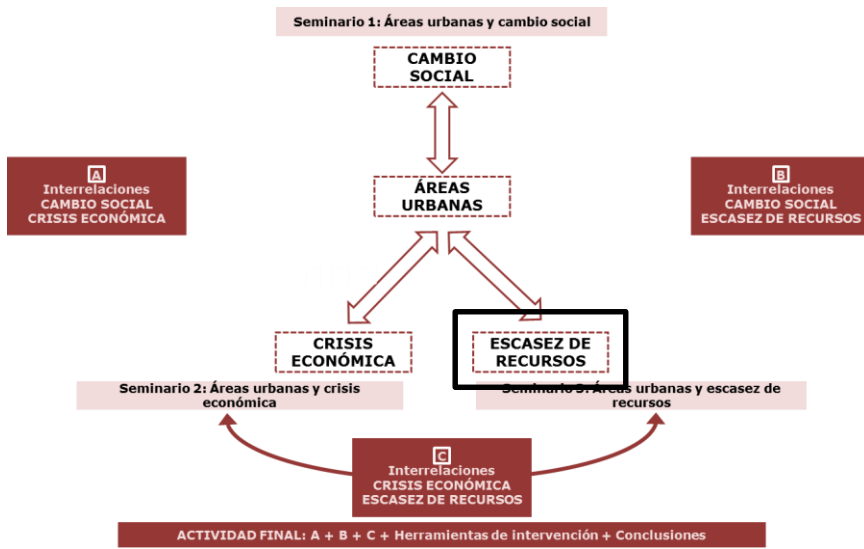 Seminario 1: Áreas urbanas y cambio social
CAMBIO
SOCIAL
A
Interrelaciones
CAMBIO SOCIAL
CRISIS ECONÓMICA
ÁREAS
URBANAS
B
Interrelaciones
CAMBIO SOCIAL
ESCASEZ DE RECURSOS
CRISIS
ECONÓMICA
ESCASEZ DE
RECURSOS
Seminario 2: Áreas urbanas y crisis
económica
Seminario 3: Áreas urbanas y escasez de
recursos
C
Interrelaciones
CRISIS ECONÓMICA
ESCASEZ DE RECURSOS
ACTIVIDAD FINAL: A + B + C + Herramientas de intervención + Conclusiones